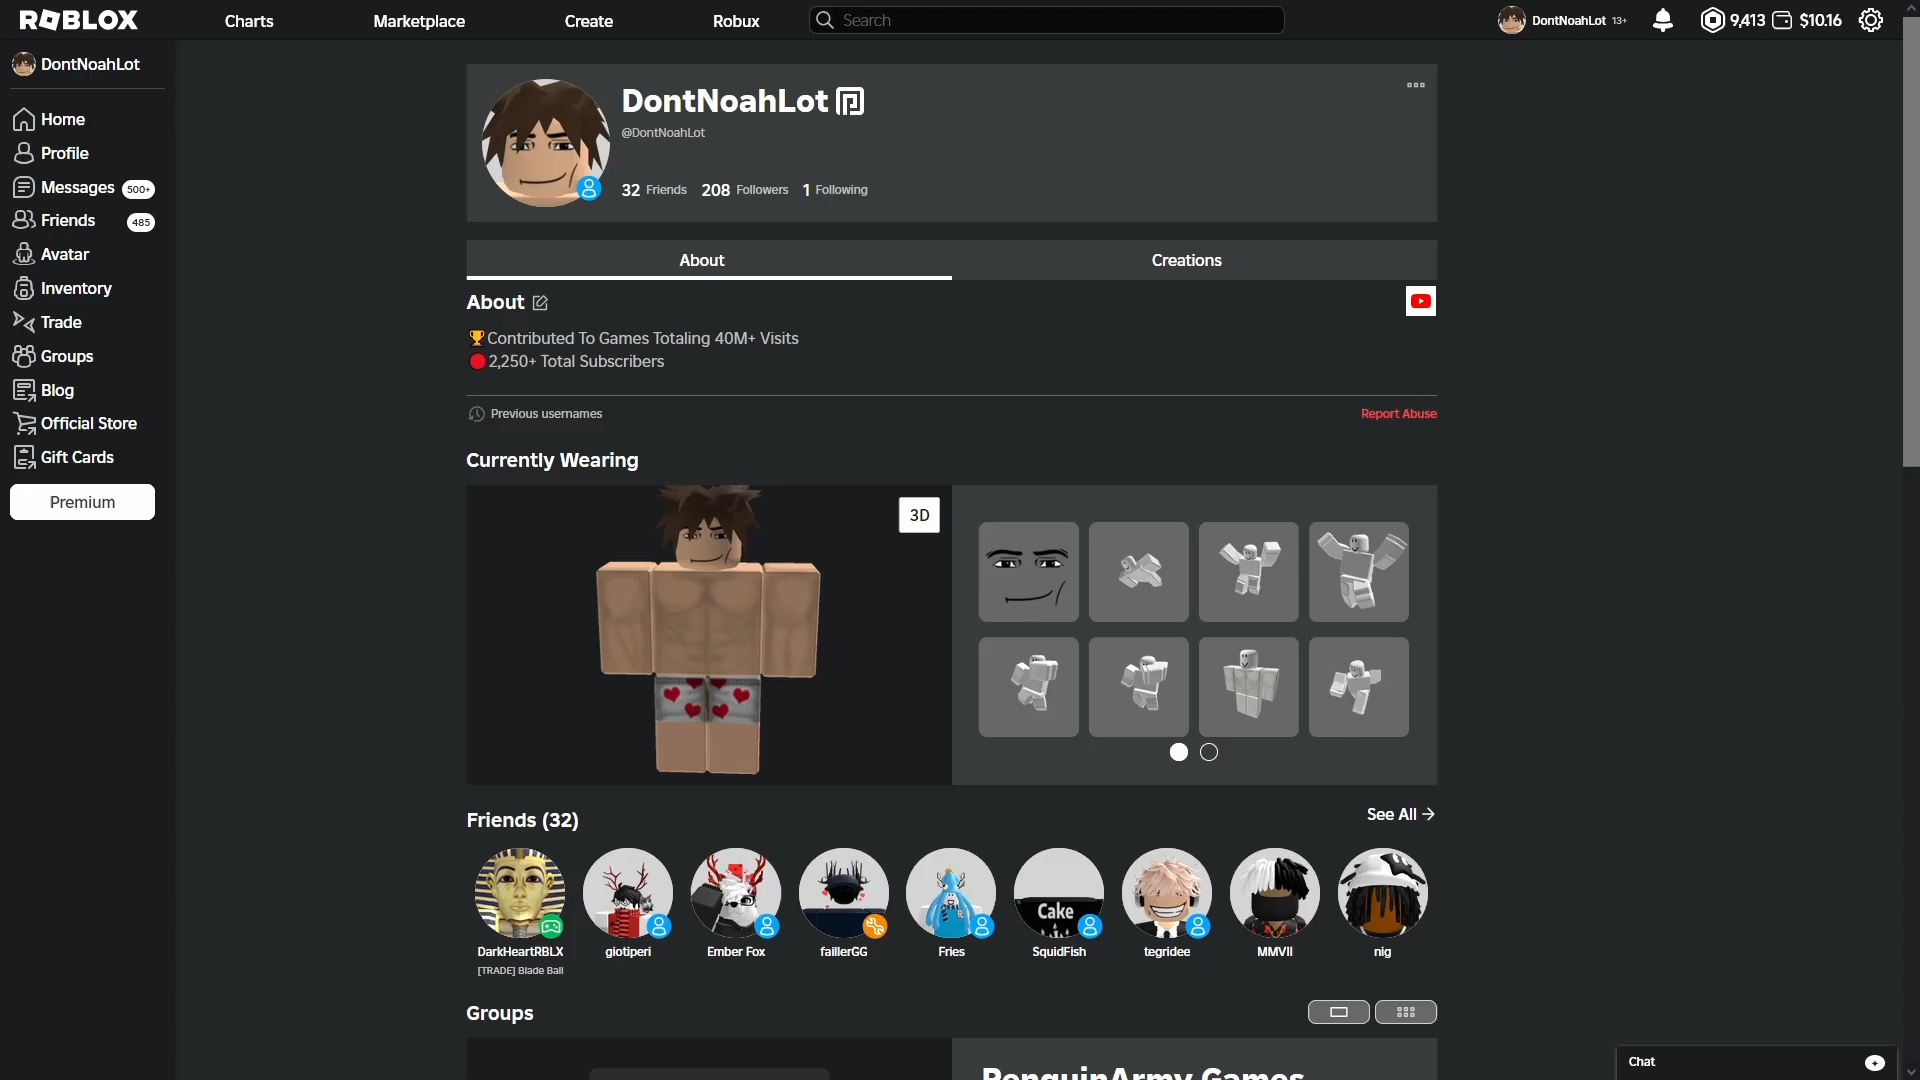 ROBLOX
Charts
Marketplace
Create
Robux
Search
DontNoahLot 13+
9,413
$10.16
DontNoahLot
Home
Profile
Messages 500+
Friends 485
Avatar
Inventory
Trade
Groups
Blog
Official Store
Gift Cards
Premium
DontNoahLot
@DontNoahLot
32 Friends 208 Followers 1 Following
About
Creations
About
🏆Contributed To Games Totaling 40M+ Visits
🔴2,250+ Total Subscribers
Previous usernames
Report Abuse
Currently Wearing
3D
Friends (32)
See All →
Cake
DarkHeartRBLX
[TRADE] Blade Ball
giotiperi
Ember Fox
faillerGG
Fries
SquidFish
tegridee
MMVII
nig
Groups
PenguinArmy Games
Chat